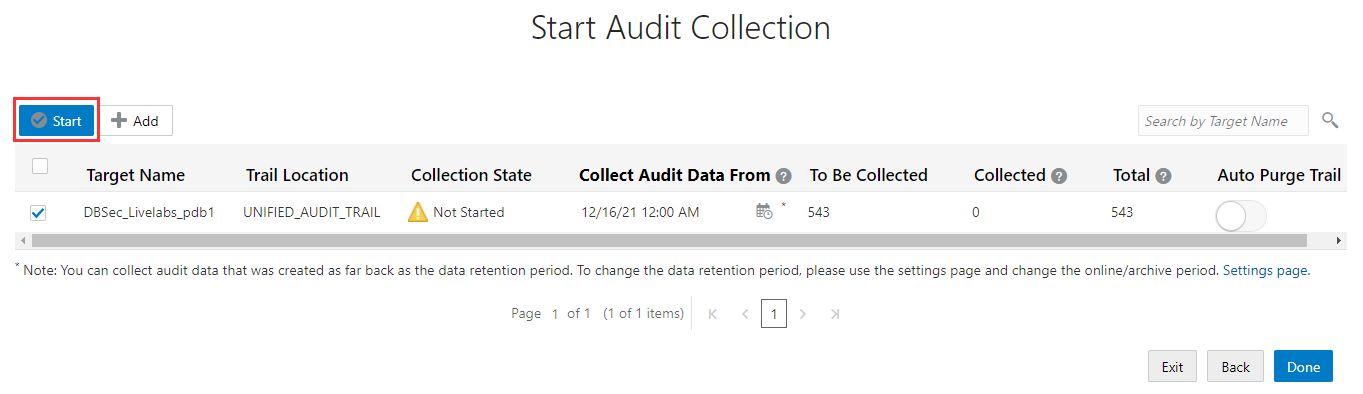 Start Audit Collection
Start Add Search by Target Name
Target Name Trail Location Collection State Collect Audit Data From ? To Be Collected Collected ? Total ? Auto Purge Trail
DBSec_Livelabs_pdb1 UNIFIED_AUDIT_TRAIL Not Started 12/16/21 12:00 AM * 543 0 543
* Note: You can collect audit data that was created as far back as the data retention period. To change the data retention period, please use the settings page and change the online/archive period. Settings page.
Page 1 of 1 (1 of 1 items) 1
Exit Back Done